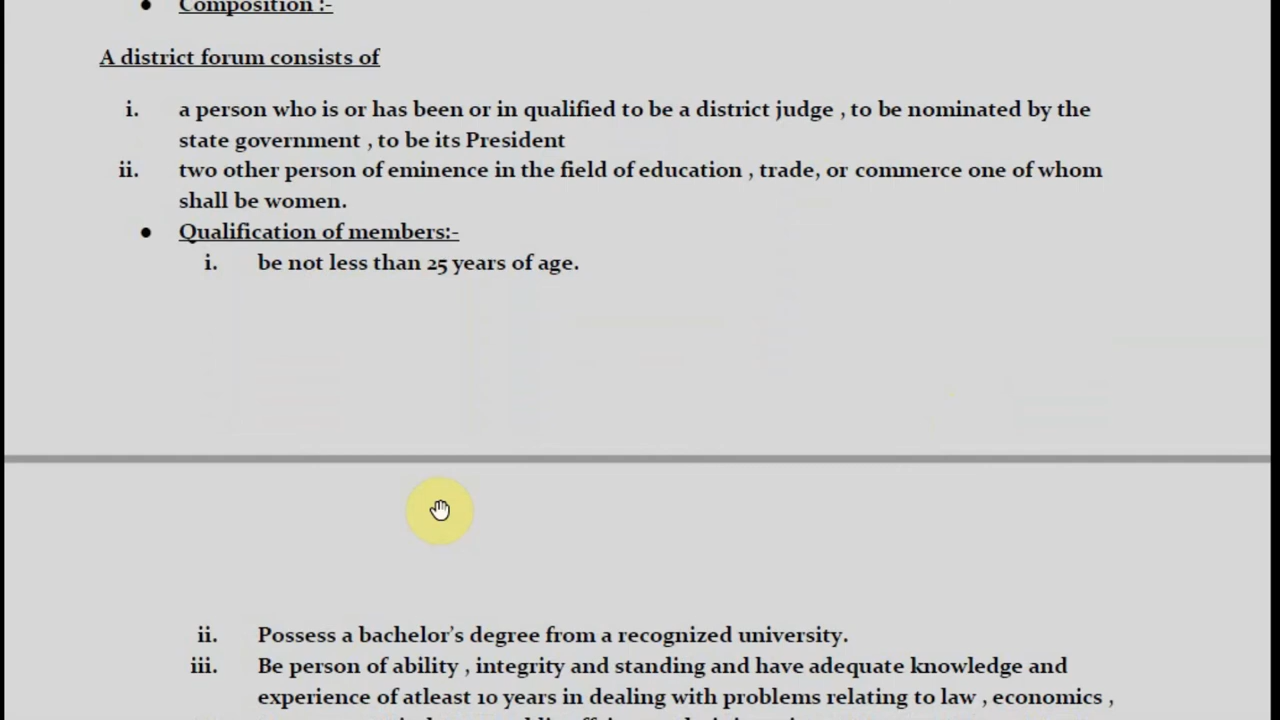 ● Composition :-
A district forum consists of
i. a person who is or has been or in qualified to be a district judge , to be nominated by the
state government , to be its President
ii. two other person of eminence in the field of education , trade, or commerce one of whom
shall be women.
● Qualification of members:-
i. be not less than 25 years of age.
ii. Possess a bachelor's degree from a recognized university.
iii. Be person of ability , integrity and standing and have adequate knowledge and
experience of atleast 10 years in dealing with problems relating to law , economics ,